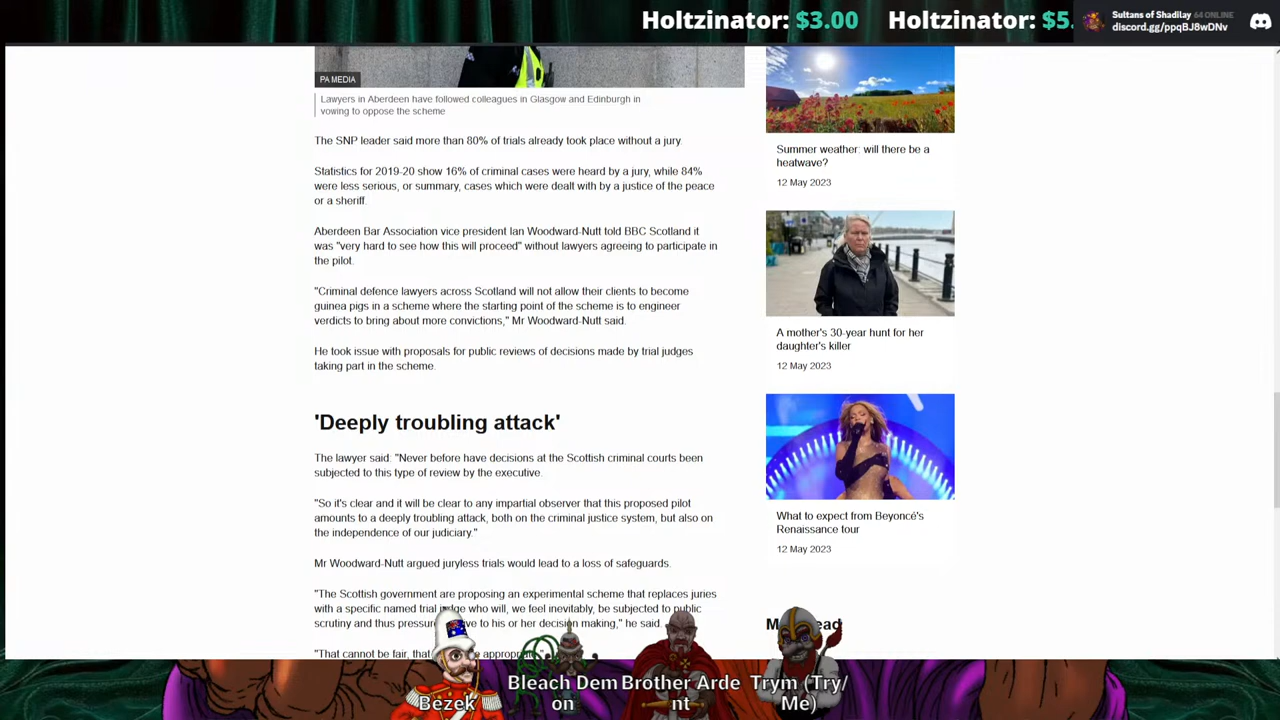 Holtzinator: $3.00 Holtzinator: $5.
Sultans of Shadilay 64 ONLINE
discord.gg/ppqBJ8wDNv
PA MEDIA
Lawyers in Aberdeen have followed colleagues in Glasgow and Edinburgh in
vowing to oppose the scheme
The SNP leader said more than 80% of trials already took place without a jury.
Statistics for 2019-20 show 16% of criminal cases were heard by a jury, while 84%
were less serious, or summary, cases which were dealt with by a justice of the peace
or a sheriff.
Aberdeen Bar Association vice president Ian Woodward-Nutt told BBC Scotland it
was "very hard to see how this will proceed" without lawyers agreeing to participate in
the pilot.
"Criminal defence lawyers across Scotland will not allow their clients to become
guinea pigs in a scheme where the starting point of the scheme is to engineer
verdicts to bring about more convictions," Mr Woodward-Nutt said.
He took issue with proposals for public reviews of decisions made by trial judges
taking part in the scheme.
'Deeply troubling attack'
The lawyer said: "Never before have decisions at the Scottish criminal courts been
subjected to this type of review by the executive.
"So it's clear and it will be clear to any impartial observer that this proposed pilot
amounts to a deeply troubling attack, both on the criminal justice system, but also on
the independence of our judiciary."
Mr Woodward-Nutt argued juryless trials would lead to a loss of safeguards.
"The Scottish government are proposing an experimental scheme that replaces juries
with a specific named trial judge who will, we feel inevitably, be subjected to public
scrutiny and thus pressure to his or her decision making," he said.
"That cannot be fair, that appropriate."
Summer weather: will there be a
heatwave?
12 May 2023
A mother's 30-year hunt for her
daughter's killer
12 May 2023
What to expect from Beyoncé's
Renaissance tour
12 May 2023
Bezek
Bleach Dem
on
Brother Arde
nt
Trym (Try/
Me)